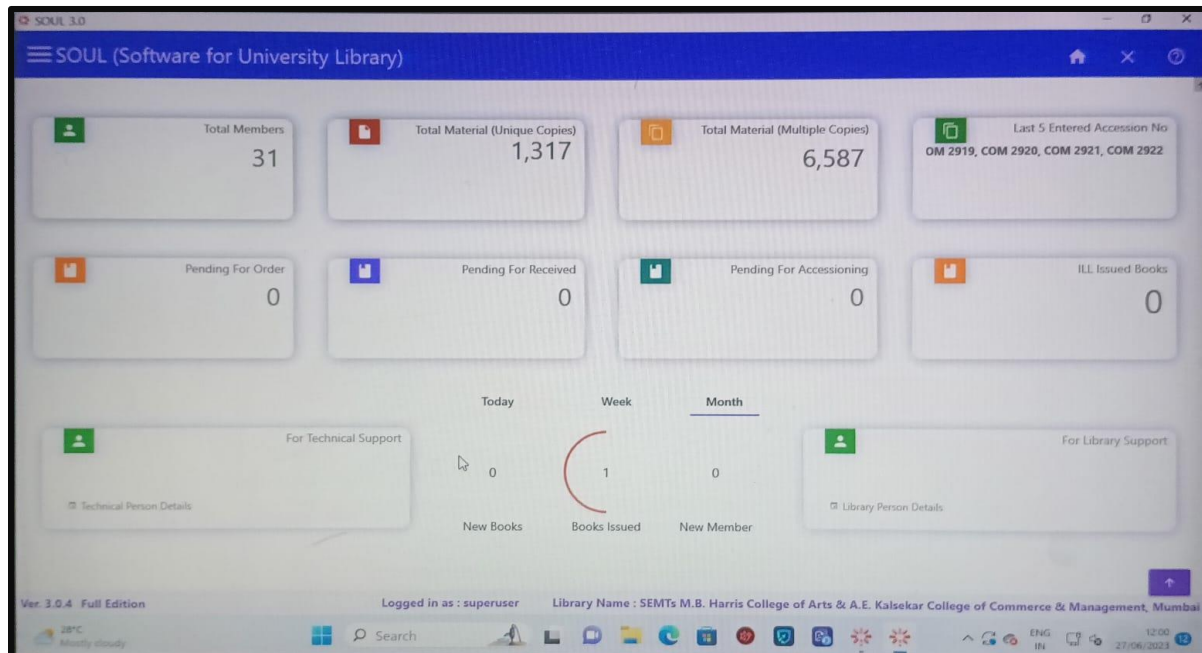 SOUL 3.0
SOUL (Software for University Library)
Total Members
31
Total Material (Unique Copies)
1,317
Total Material (Multiple Copies)
6,587
Last 5 Entered Accession No
OM 2919, COM 2920, COM 2921, COM 2922
Pending For Order
0
Pending For Received
0
Pending For Accessioning
0
ILL Issued Books
0
Today Week Month
For Technical Support
Technical Person Details
0 1 0
New Books Books Issued New Member
For Library Support
Library Person Details
Ver. 3.0.4 Full Edition
Logged in as : superuser
Library Name : SEMTs M.B. Harris College of Arts & A.E. Kalsekar College of Commerce & Management, Mumbai
28°C
Mostly cloudy
Search
ENG
IN
12:00
27/06/2023
12